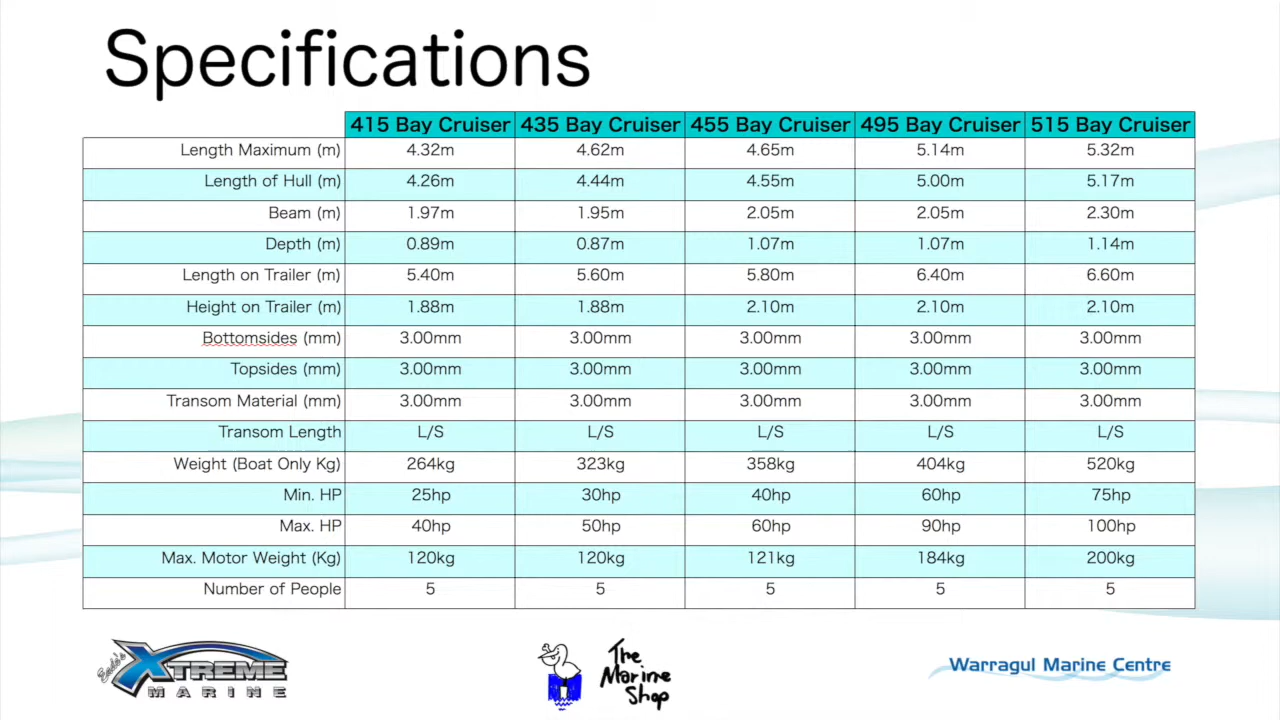 Specifications
415 Bay Cruiser 435 Bay Cruiser 455 Bay Cruiser 495 Bay Cruiser 515 Bay Cruiser
Length Maximum (m) 4.32m 4.62m 4.65m 5.14m 5.32m
Length of Hull (m) 4.26m 4.44m 4.55m 5.00m 5.17m
Beam (m) 1.97m 1.95m 2.05m 2.05m 2.30m
Depth (m) 0.89m 0.87m 1.07m 1.07m 1.14m
Length on Trailer (m) 5.40m 5.60m 5.80m 6.40m 6.60m
Height on Trailer (m) 1.88m 1.88m 2.10m 2.10m 2.10m
Bottomsides (mm) 3.00mm 3.00mm 3.00mm 3.00mm 3.00mm
Topsides (mm) 3.00mm 3.00mm 3.00mm 3.00mm 3.00mm
Transom Material (mm) 3.00mm 3.00mm 3.00mm 3.00mm 3.00mm
Transom Length L/S L/S L/S L/S L/S
Weight (Boat Only Kg) 264kg 323kg 358kg 404kg 520kg
Min. HP 25hp 30hp 40hp 60hp 75hp
Max. HP 40hp 50hp 60hp 90hp 100hp
Max. Motor Weight (Kg) 120kg 120kg 121kg 184kg 200kg
Number of People 5 5 5 5 5
XTREME
MARINE
The
Marine
Shop
Warragul Marine Centre